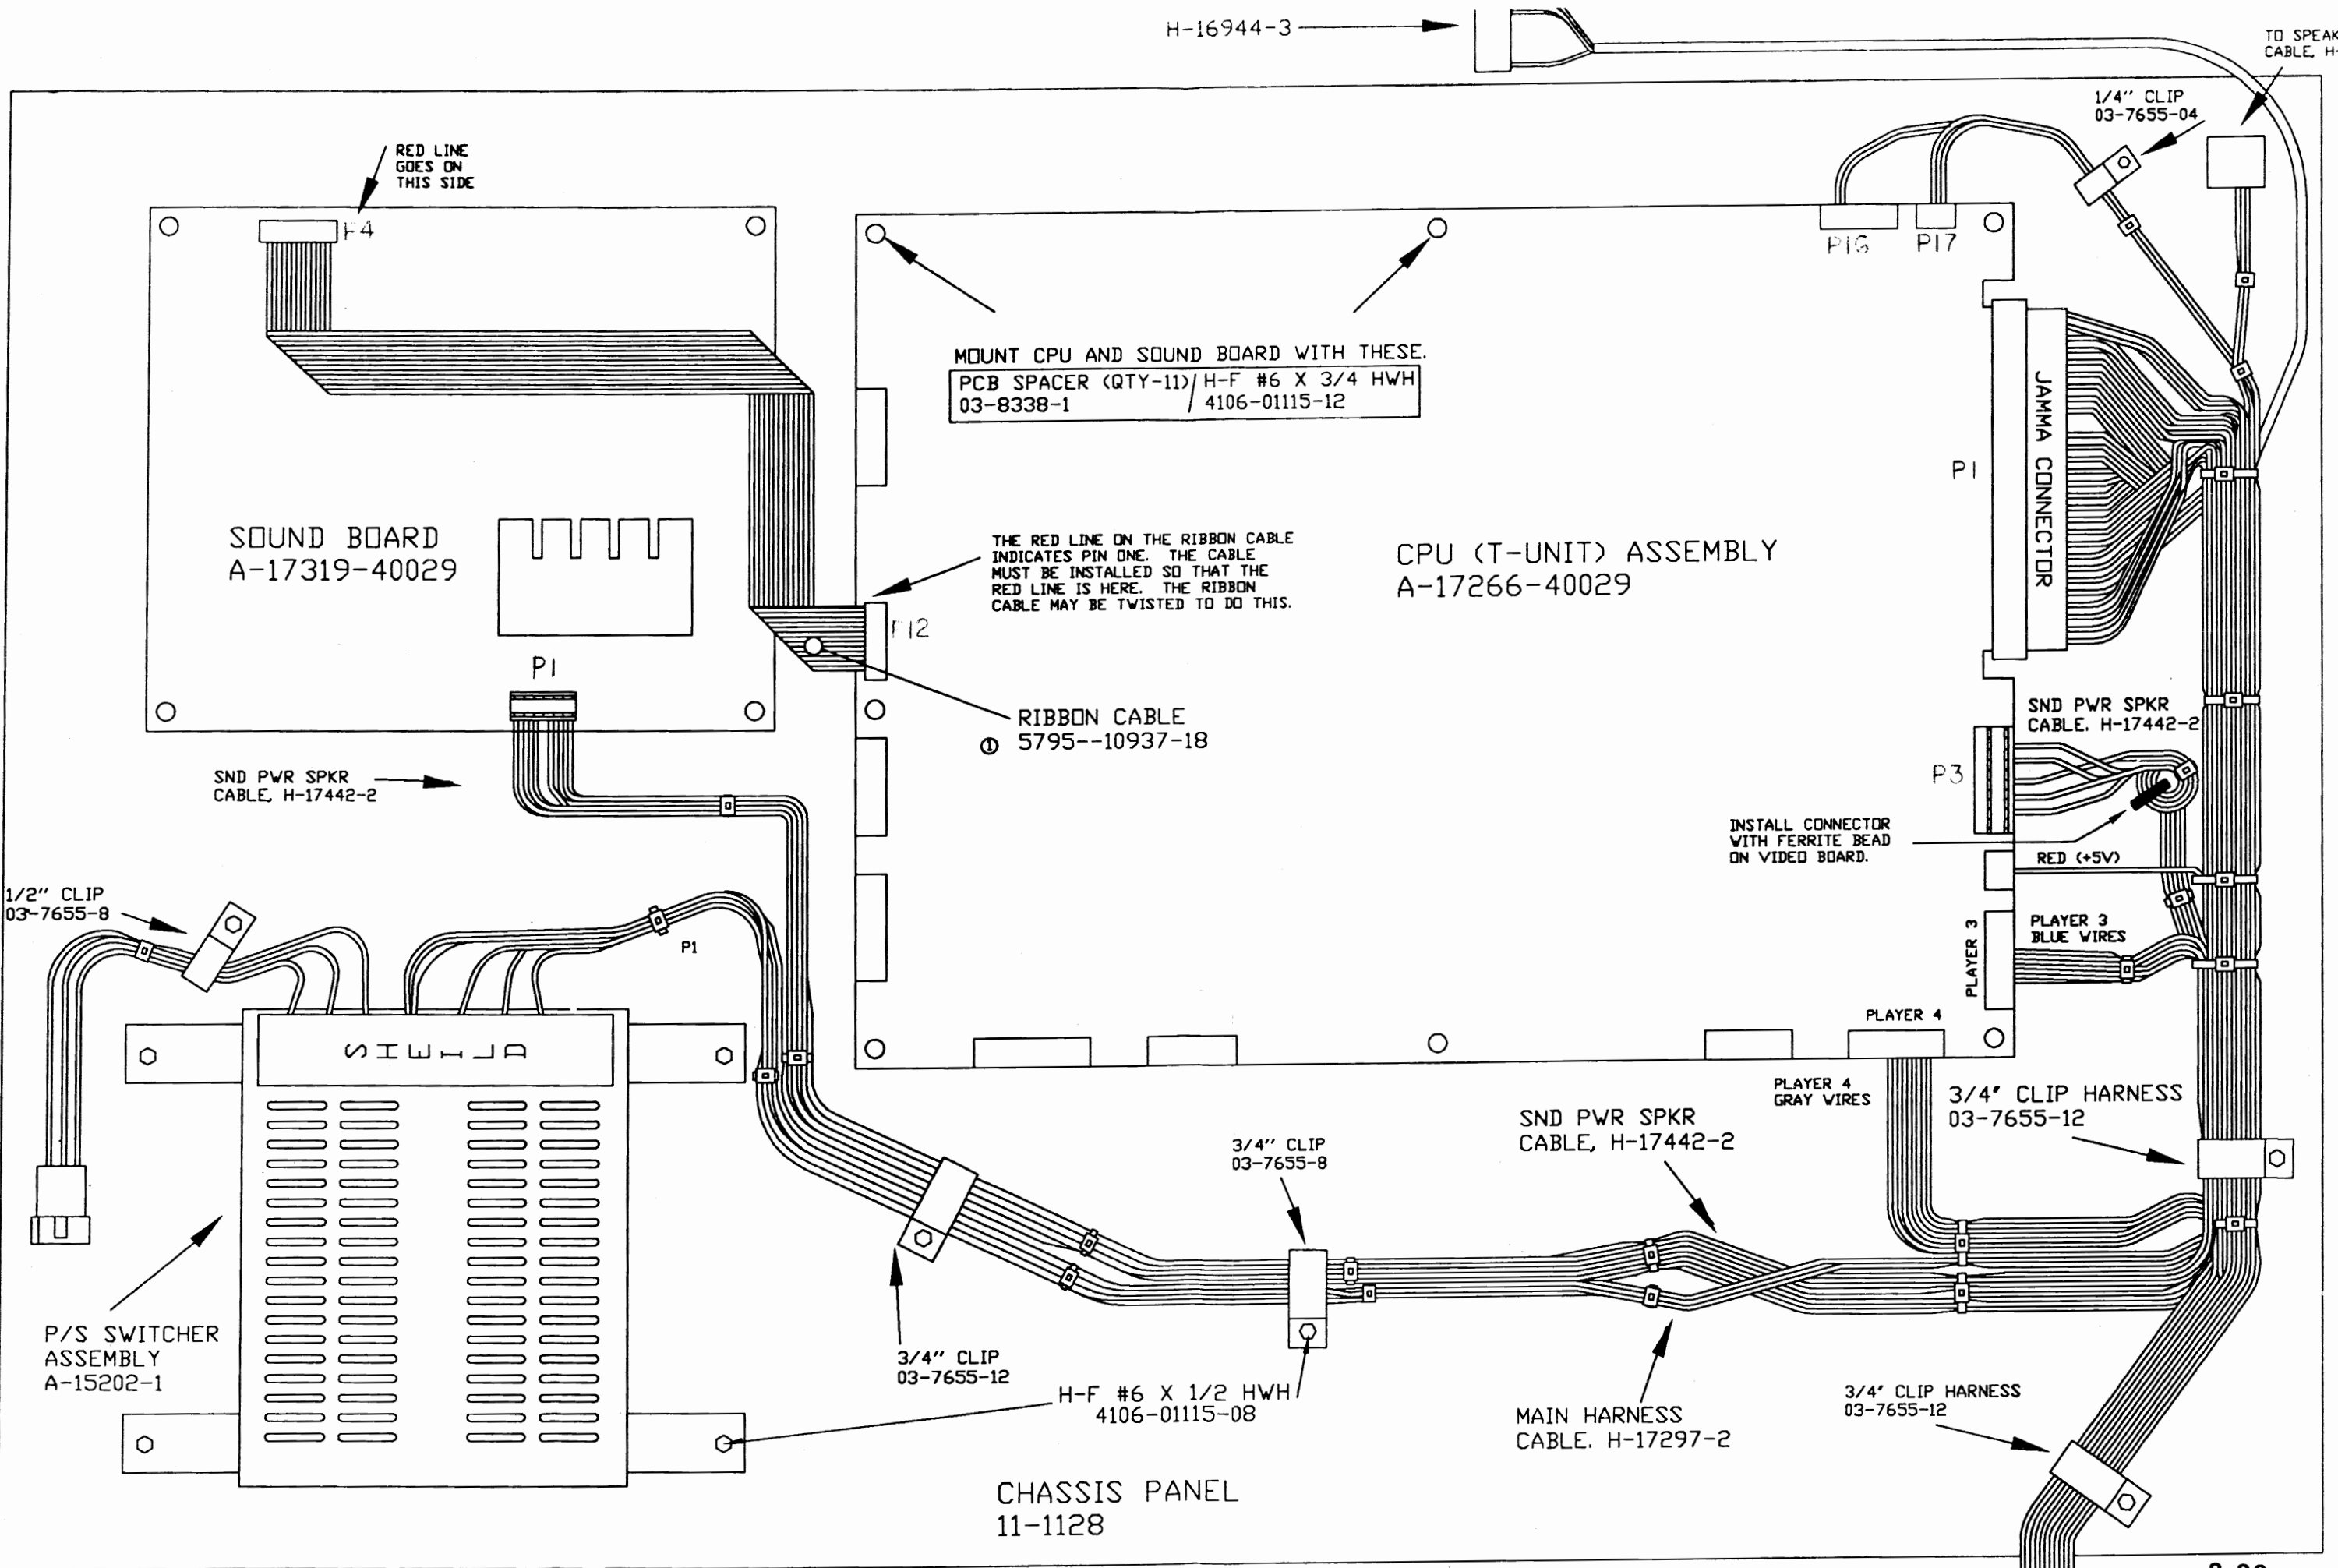 H-16944-3
TO SPEAK
CABLE, H-
1/4" CLIP
03-7655-04
RED LINE
GOES ON
THIS SIDE
P4
P16
P17
MOUNT CPU AND SOUND BOARD WITH THESE.
PCB SPACER (QTY-11)/ H-F #6 X 3/4 HWH
03-8338-1 / 4106-01115-12
JAMMA CONNECTOR
P1
SOUND BOARD
A-17319-40029
THE RED LINE ON THE RIBBON CABLE
INDICATES PIN ONE. THE CABLE
MUST BE INSTALLED SO THAT THE
RED LINE IS HERE. THE RIBBON
CABLE MAY BE TWISTED TO DO THIS.
CPU (T-UNIT) ASSEMBLY
A-17266-40029
P12
P1
RIBBON CABLE
① 5795--10937-18
SND PWR SPKR
CABLE, H-17442-2
SND PWR SPKR
CABLE. H-17442-2
P3
INSTALL CONNECTOR
WITH FERRITE BEAD
ON VIDEO BOARD.
RED (+5V)
1/2" CLIP
03-7655-8
P1
PLAYER 3
PLAYER 3
BLUE WIRES
PLAYER 4
SHEILD
PLAYER 4
GRAY WIRES
3/4" CLIP HARNESS
03-7655-12
SND PWR SPKR
CABLE, H-17442-2
3/4" CLIP
03-7655-8
P/S SWITCHER
ASSEMBLY
A-15202-1
3/4" CLIP
03-7655-12
H-F #6 X 1/2 HWH
4106-01115-08
MAIN HARNESS
CABLE. H-17297-2
3/4" CLIP HARNESS
03-7655-12
CHASSIS PANEL
11-1128